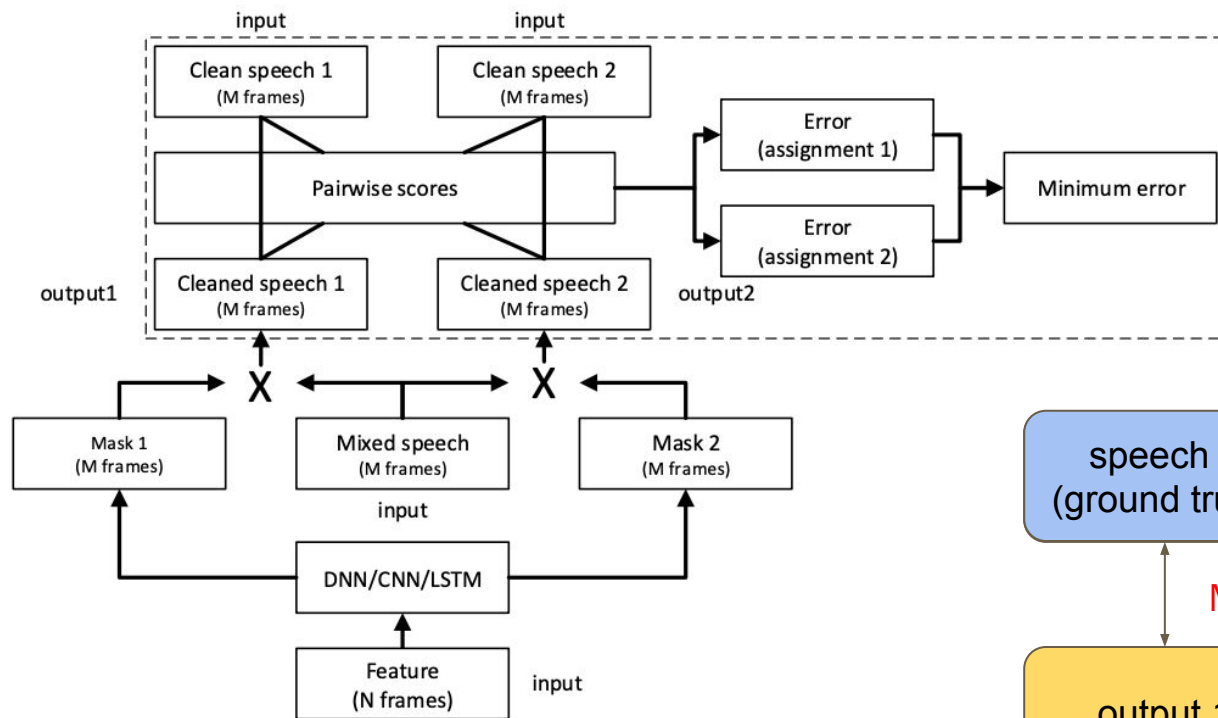 input
input
Clean speech 1
(M frames)
Clean speech 2
(M frames)
Error
(assignment 1)
Pairwise scores
Minimum error
Error
(assignment 2)
output1
Cleaned speech 1
(M frames)
Cleaned speech 2
(M frames)
output2
X
X
Mask 1
(M frames)
Mixed speech
(M frames)
Mask 2
(M frames)
input
speech
(ground
DNN/CNN/LSTM
Feature
(N frames)
input
output